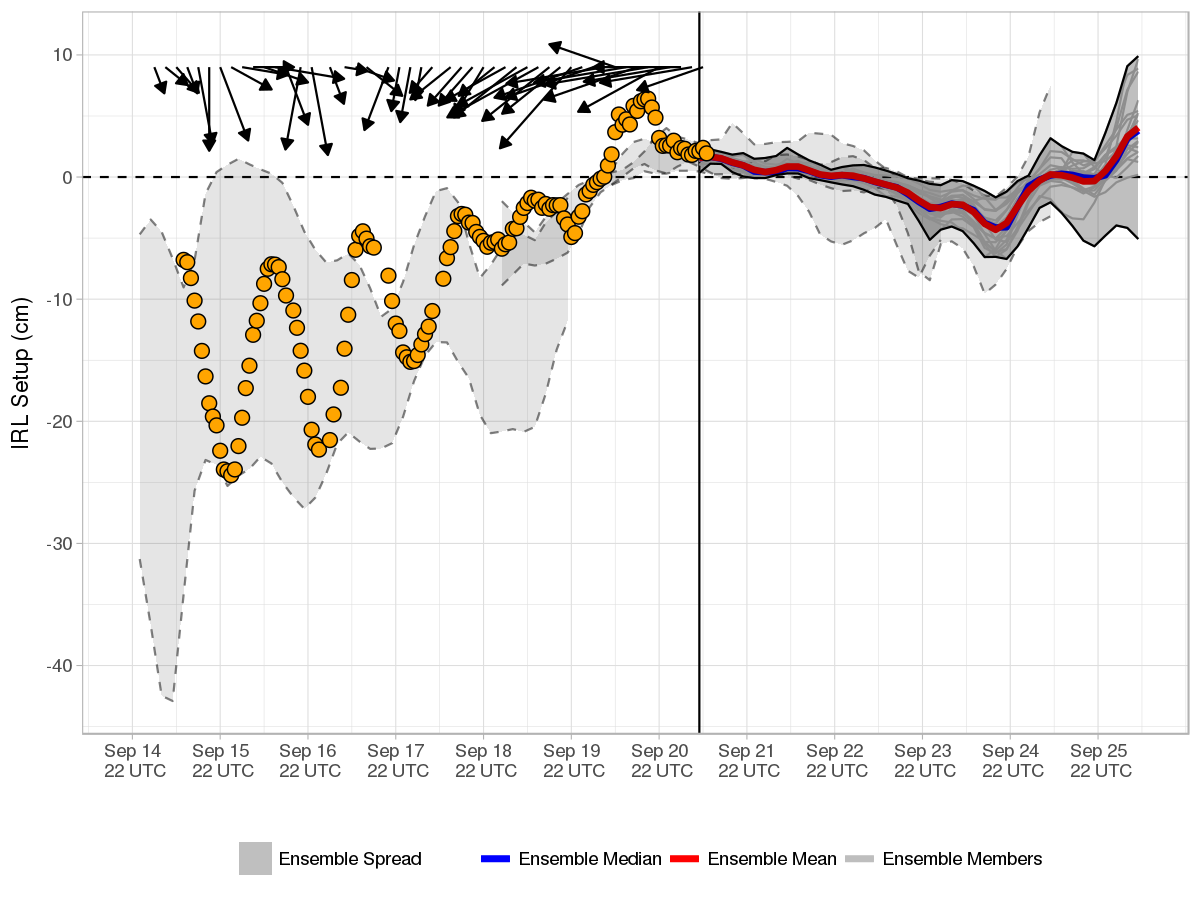 IRL Setup (cm)
10
0
-10
-20
-30
-40
Sep 14 Sep 15 Sep 16 Sep 17 Sep 18 Sep 19 Sep 20 Sep 21 Sep 22 Sep 23 Sep 24 Sep 25
22 UTC 22 UTC 22 UTC 22 UTC 22 UTC 22 UTC 22 UTC 22 UTC 22 UTC 22 UTC 22 UTC 22 UTC
Ensemble Spread Ensemble Median Ensemble Mean Ensemble Members